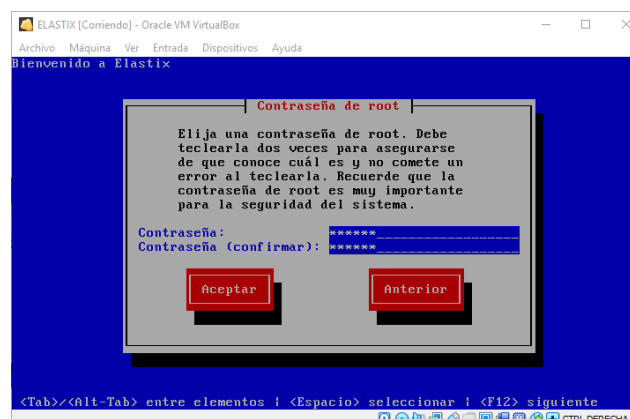 ELASTIX [Corriendo] - Oracle VM VirtualBox
Archivo Máquina Ver Entrada Dispositivos Ayuda
Bienvenido a Elastix
Contraseña de root
Elija una contraseña de root. Debe
teclearla dos veces para asegurarse
de que conoce cuál es y no comete un
error al teclearla. Recuerde que la
contraseña de root es muy importante
para la seguridad del sistema.
Contraseña: ******
Contraseña (confirmar): ******
Aceptar Anterior
<Tab>/<Alt-Tab> entre elementos | <Espacio> seleccionar | <F12> siguiente
CTRL DERECHA